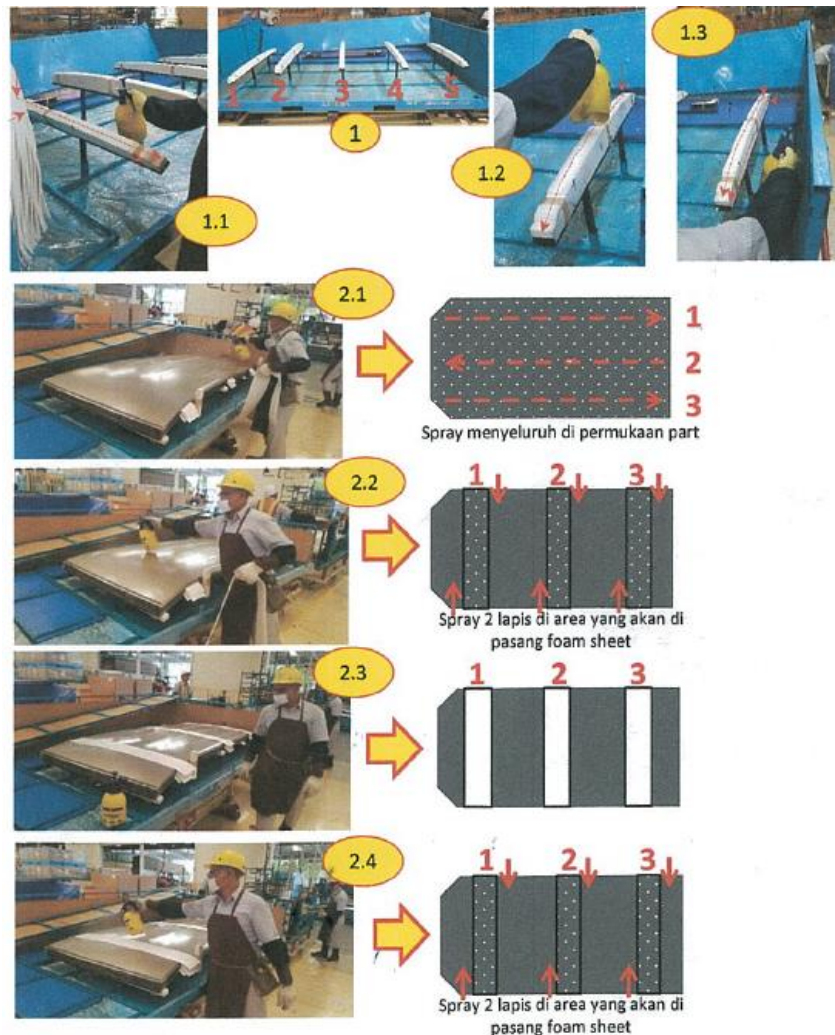 1.1
1 2 3 4 5
1
1.2
1.3
2.1
1
2
3
Spray menyeluruh di permukaan part
2.2
1 2 3
Spray 2 lapis di area yang akan di
pasang foam sheet
2.3
1 2 3
2.4
1 2 3
Spray 2 lapis di area yang akan di
pasang foam sheet